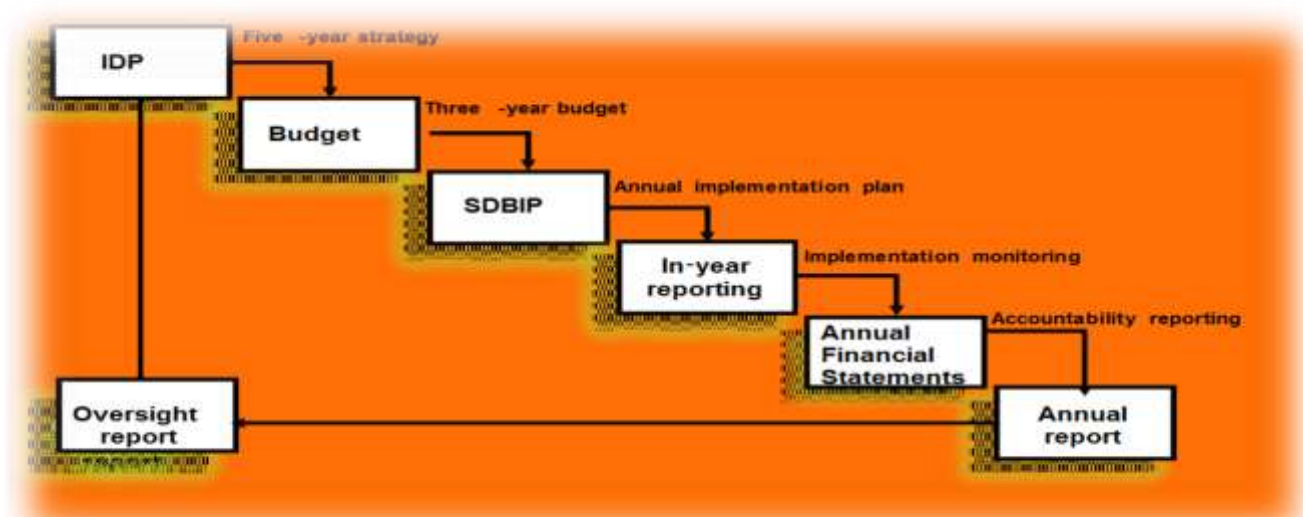 Five -year strategy
IDP
Three -year budget
Budget
Annual implementation plan
SDBIP
Implementation monitoring
In-year
reporting
Accountability reporting
Annual
Financial
Statements
Oversight
report
Annual
report